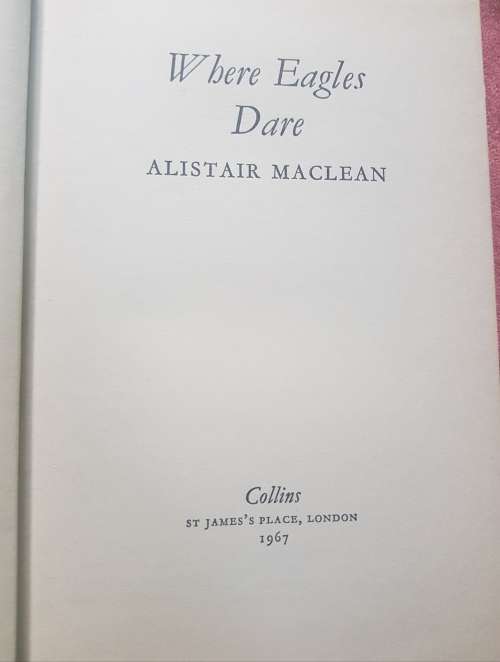 Where Eagles
Dare
ALISTAIR MACLEAN
Collins
ST JAMES'S PLACE, LONDON
1967